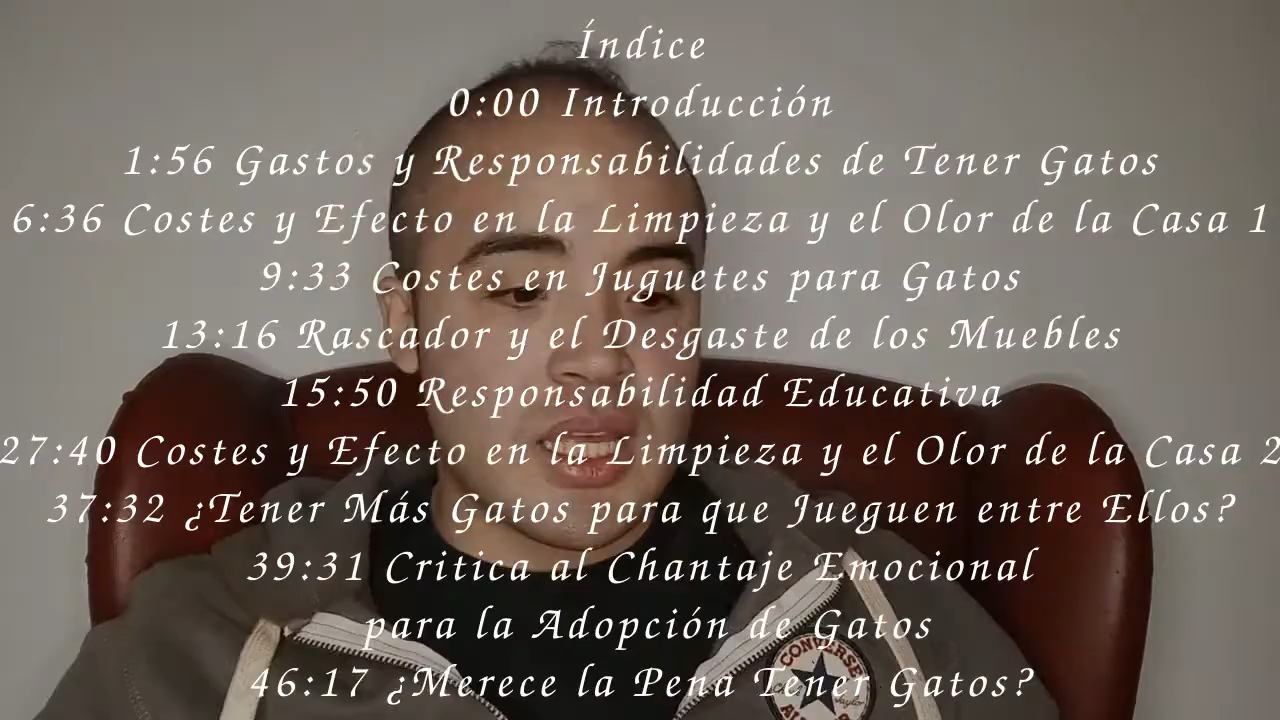 Índice
0:00 Introducción
1:56 Gastos y Responsabilidades de Tener Gatos
6:36 Costes y Efecto en la Limpieza y el Olor de la Casa 1
9:33 Costes en Juguetes para Gatos
13:16 Rascador y el Desgaste de los Muebles
15:50 Responsabilidad Educativa
27:40 Costes y Efecto en la Limpieza y el Olor de la Casa 2
37:32 ¿Tener Más Gatos para que Jueguen entre Ellos?
39:31 Critica al Chantaje Emocional
para la Adopción de Gatos
46:17 ¿Merece la Pena Tener Gatos?
CONVERSE